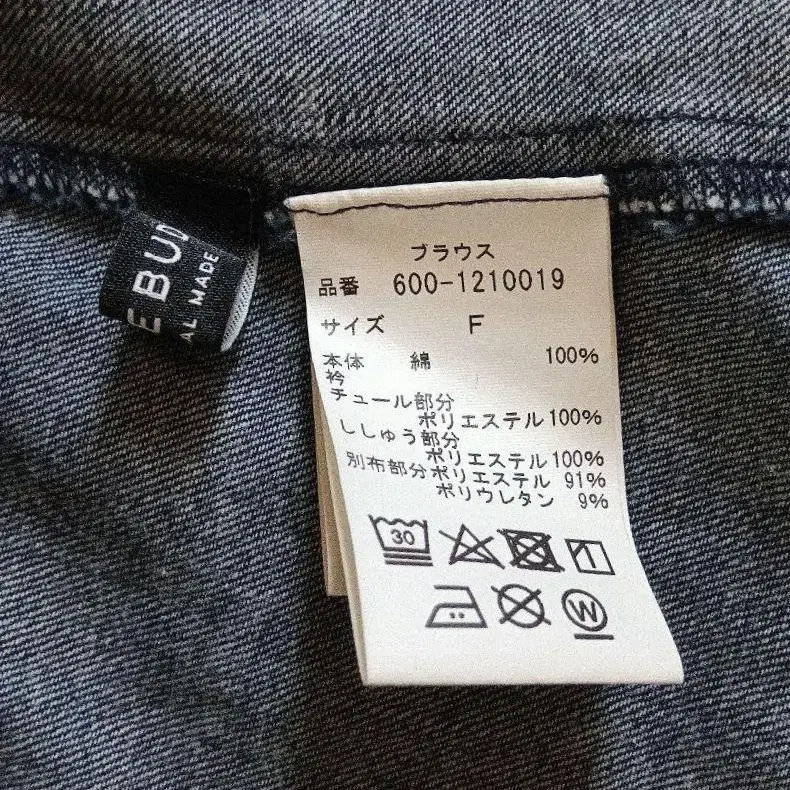 E BUD
AL MADE
ブラウス
品番 600-1210019
サイズ F
本体 綿 100%
衿
チュール部分
ポリエステル100%
ししゅう部分
ポリエステル100%
別布部分ポリエステル 91%
ポリウレタン 9%
30
W